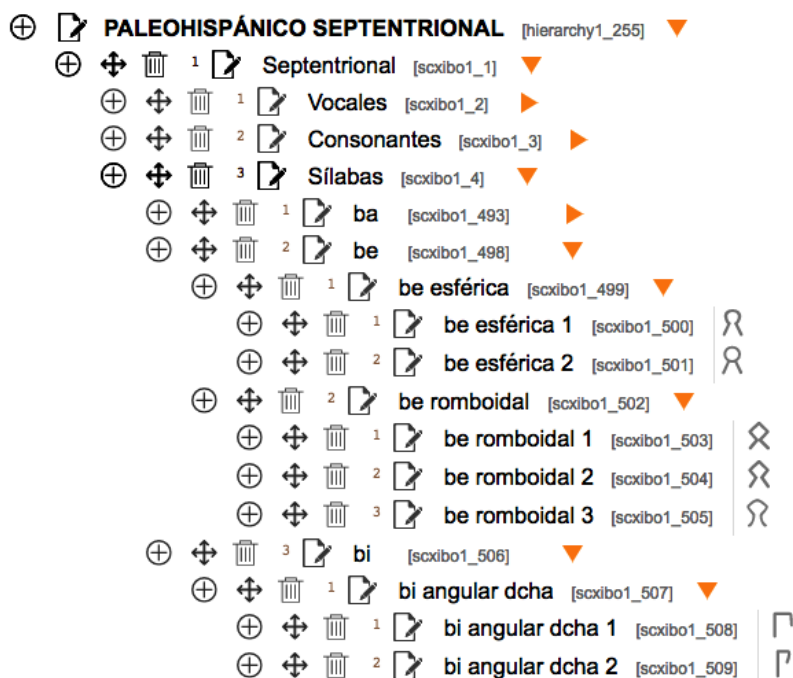 PALEOHISPÁNICO SEPTENTRIONAL [hierarchy1_255]
1 Septentrional [scxibo1_1]
1 Vocales [scxibo1_2]
2 Consonantes [scxibo1_3]
3 Sílabas [scxibo1_4]
1 ba [scxibo1_493]
2 be [scxibo1_498]
1 be esférica [scxibo1_499]
1 be esférica 1 [scxibo1_500]
2 be esférica 2 [scxibo1_501]
2 be romboidal [scxibo1_502]
1 be romboidal 1 [scxibo1_503]
2 be romboidal 2 [scxibo1_504]
3 be romboidal 3 [scxibo1_505]
3 bi [scxibo1_506]
1 bi angular dcha [scxibo1_507]
1 bi angular dcha 1 [scxibo1_508]
2 bi angular dcha 2 [scxibo1_509]